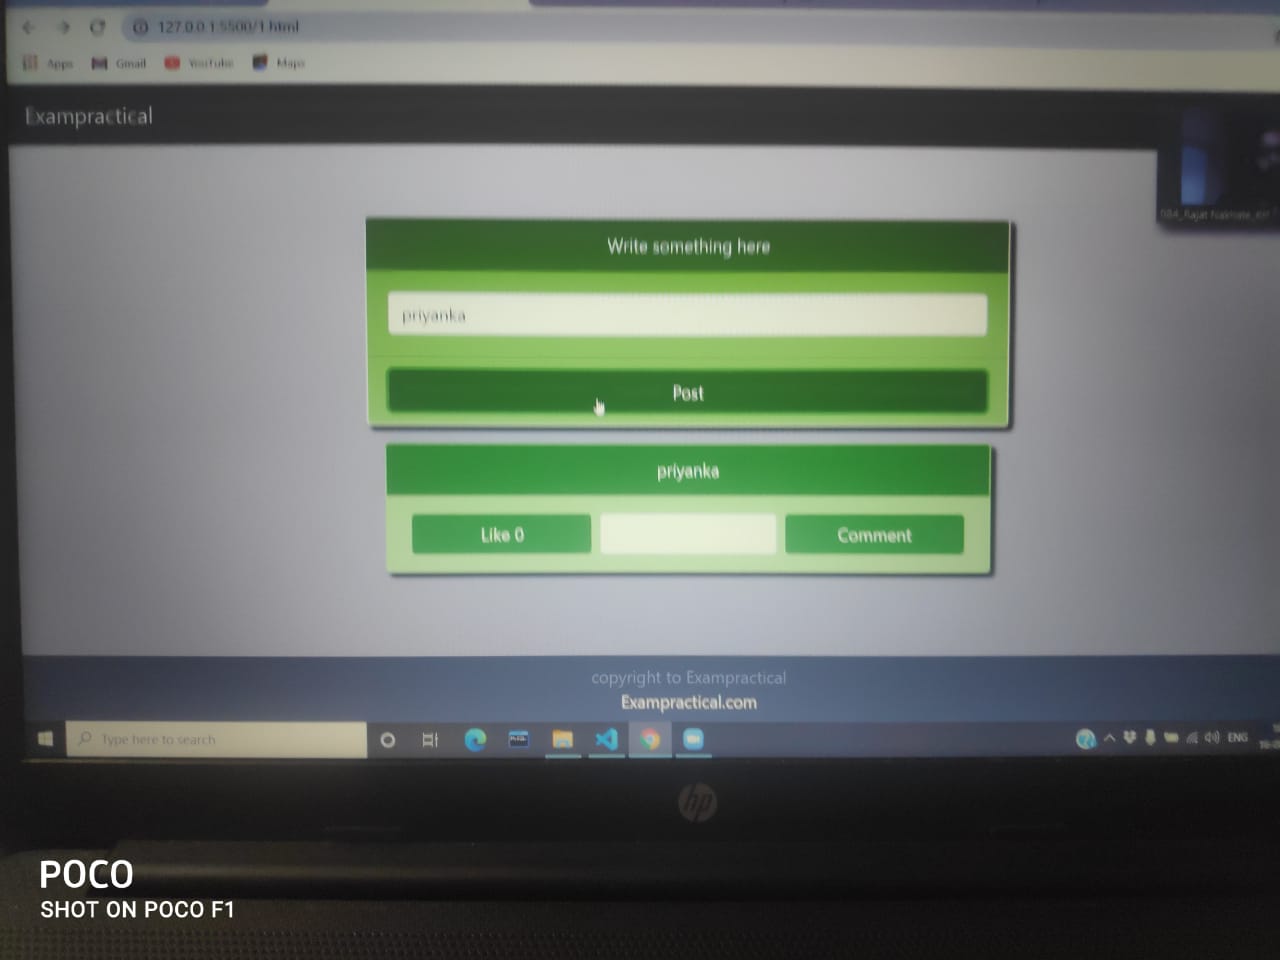 127.0.0.1:5500/1.html
Apps Gmail YouTube Maps
Exampractical
Write something here
priyanka
Post
priyanka
Like 0 Comment
copyright to Exampractical
Exampractical.com
Type here to search
ENG
hp
POCO
SHOT ON POCO F1